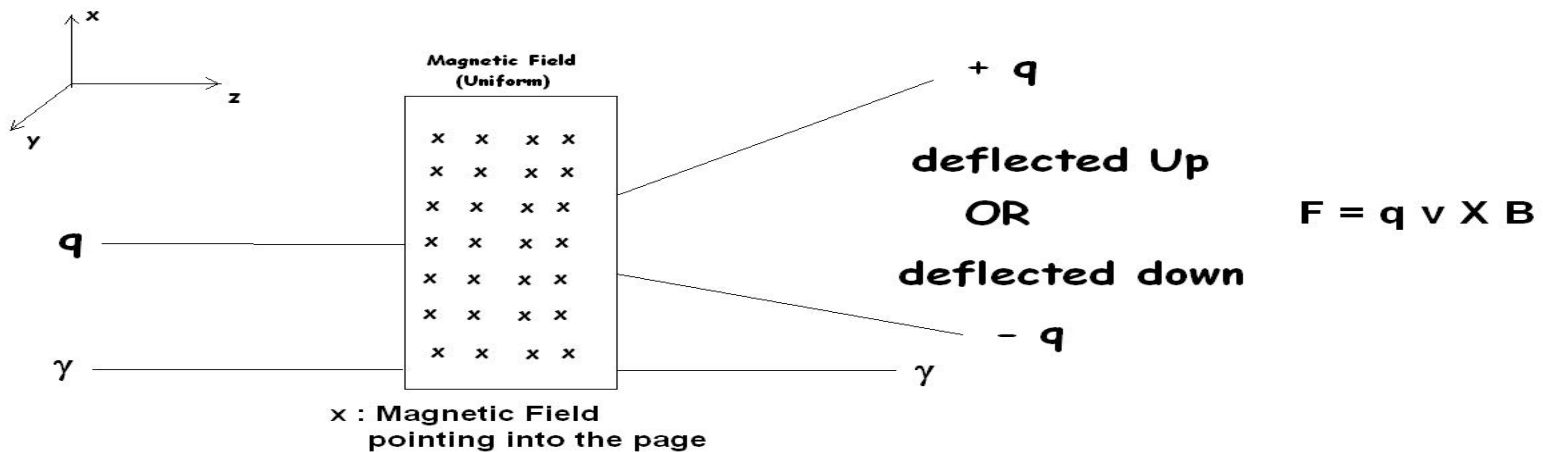 x
z
y
Magnetic Field
(Uniform)
x x x x
x x x x
x x x x
x x x x
x x x x
x x x x
x x x x
q
γ
+ q
deflected Up
OR
deflected down
- q
γ
F = q v X B
x : Magnetic Field
pointing into the page